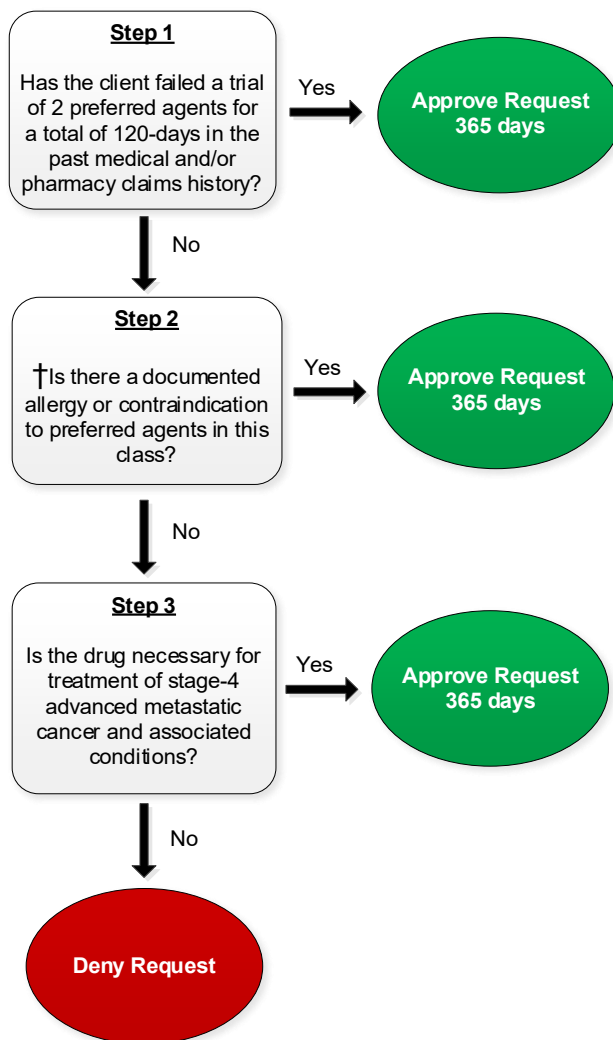 Step 1
Has the client failed a trial
of 2 preferred agents for
a total of 120-days in the
past medical and/or
pharmacy claims history?
Yes
Approve Request
365 days
No
Step 2
†Is there a documented
allergy or contraindication
to preferred agents in this
class?
Yes
Approve Request
365 days
No
Step 3
Is the drug necessary for
treatment of stage-4
advanced metastatic
cancer and associated
conditions?
Yes
Approve Request
365 days
No
Deny Request